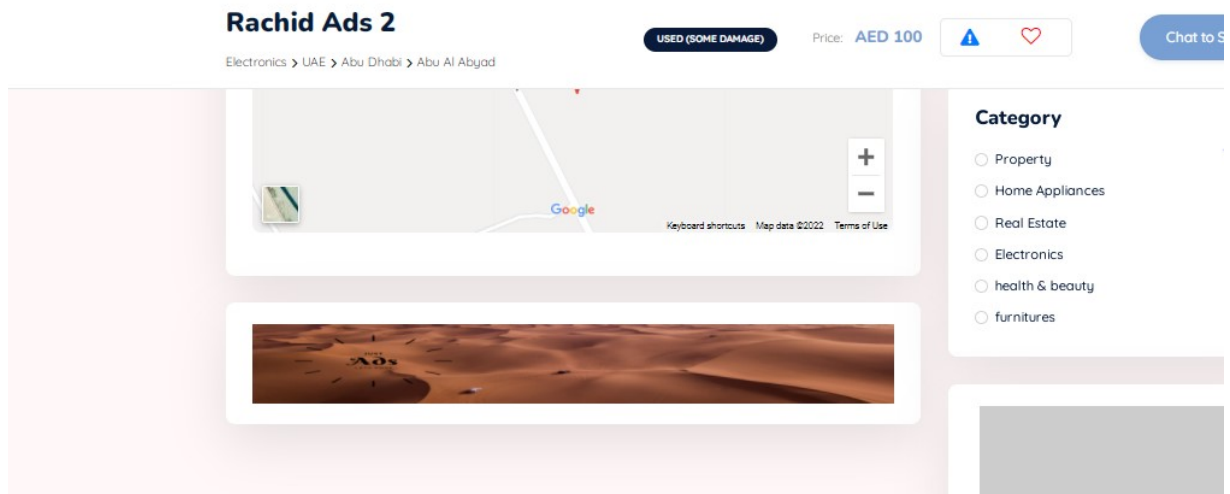 Rachid Ads 2
Electronics > UAE > Abu Dhabi > Abu Al Abyad
USED (SOME DAMAGE)
Price: AED 100
Chat to S
Google
Keyboard shortcuts Map data ©2022 Terms of Use
Category
Property
Home Appliances
Real Estate
Electronics
health & beauty
furnitures
JUST
Ads